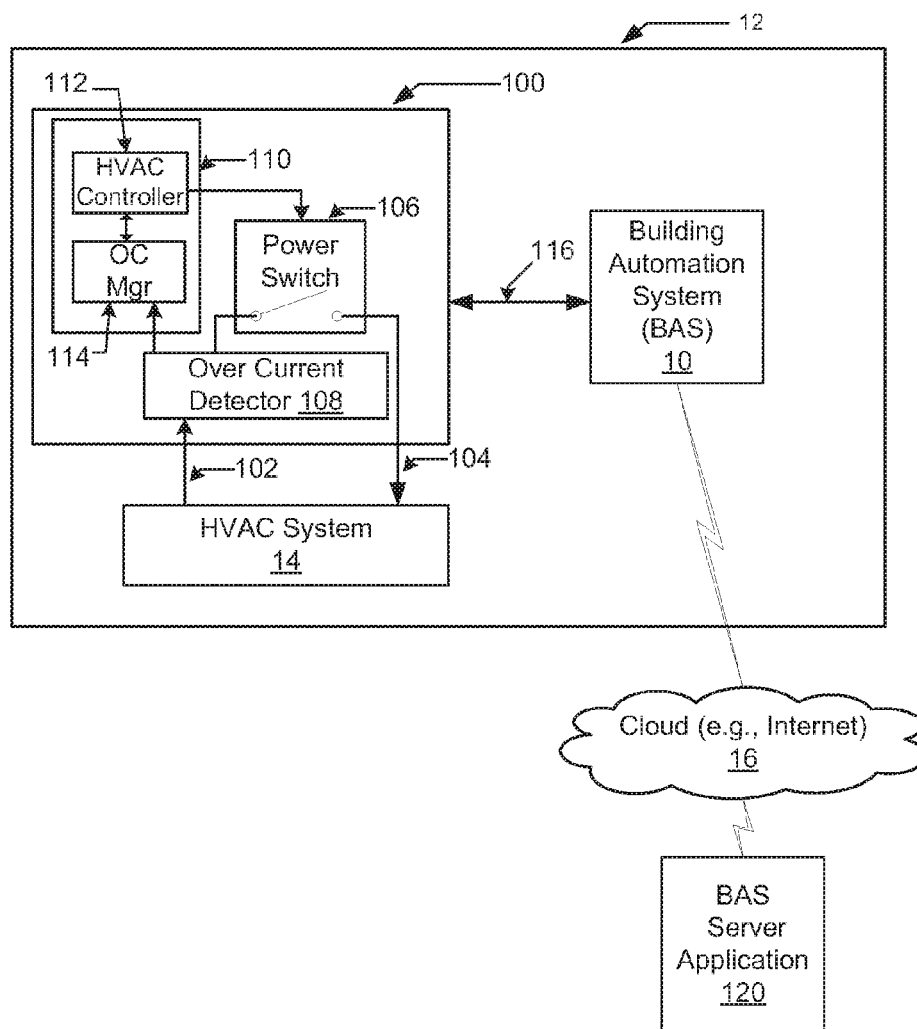 12
112
100
HVAC
Controller
110
106
Power
Switch
OC
Mgr
116
Building
Automation
System
(BAS)
10
114
Over Current
Detector 108
102
104
HVAC System
14
Cloud (e.g., Internet)
16
BAS
Server
Application
120